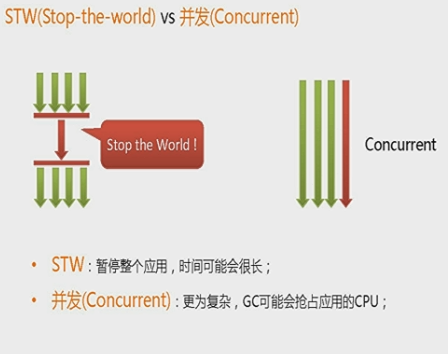 STW(Stop-the-world) vs 并发(Concurrent)
Stop the World！
Concurrent
• STW：暂停整个应用，时间可能会很长；
• 并发(Concurrent)：更为复杂，GC可能会抢占应用的CPU；